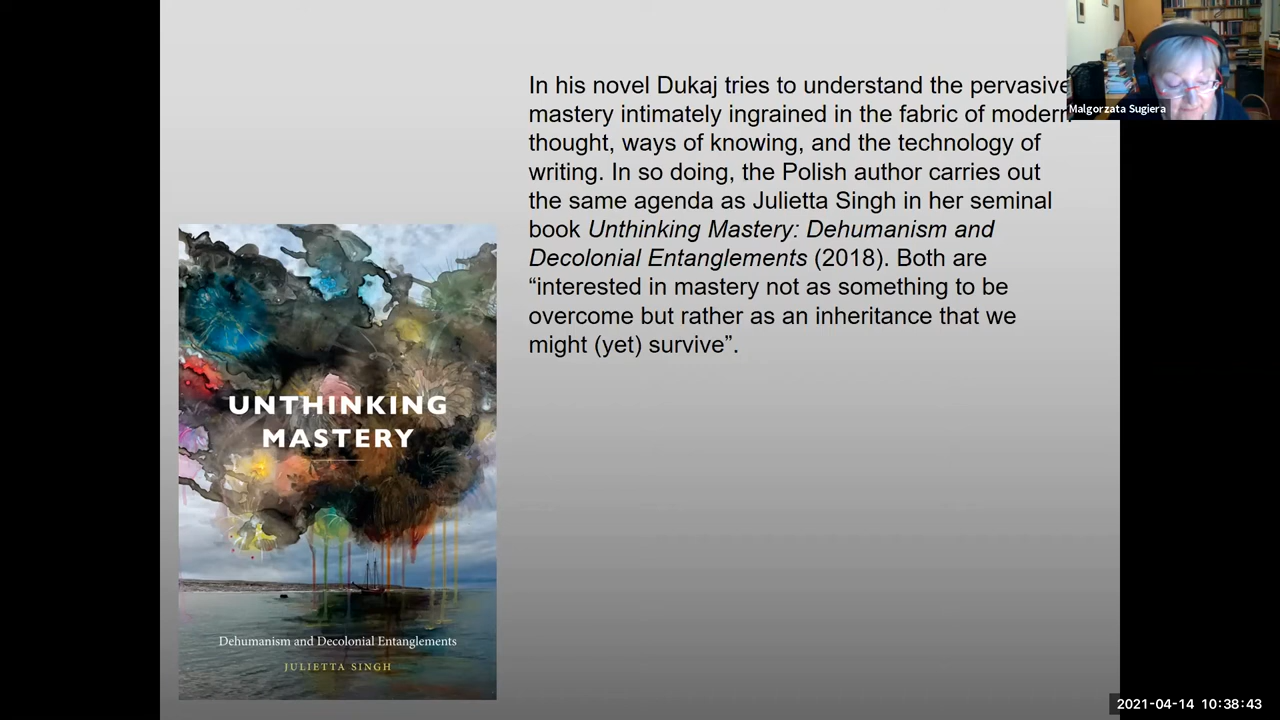 In his novel Dukaj tries to understand the pervasive
mastery intimately ingrained in the fabric of modern
thought, ways of knowing, and the technology of
writing. In so doing, the Polish author carries out
the same agenda as Julietta Singh in her seminal
book Unthinking Mastery: Dehumanism and
Decolonial Entanglements (2018). Both are
“interested in mastery not as something to be
overcome but rather as an inheritance that we
might (yet) survive”.
Malgorzata Sugiera
UNTHINKING
MASTERY
Dehumanism and Decolonial Entanglements
JULIETTA SINGH
2021-04-14 10:38:43